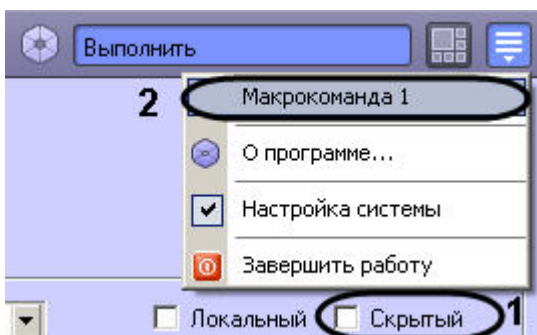 Выполнить
2 Макрокоманда 1
О программе...
Настройка системы
Завершить работу
Локальный Скрытый 1